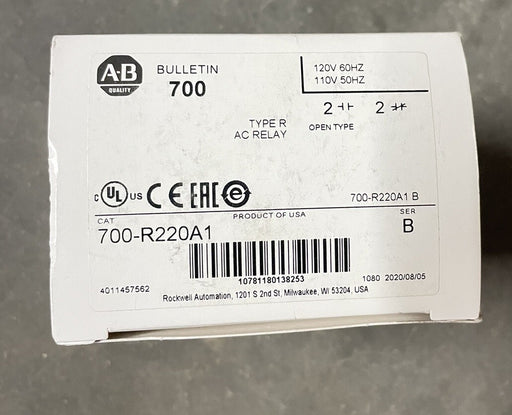 A-B
QUALITY
BULLETIN
700
120V 60HZ
110V 50HZ
TYPE R
AC RELAY
2
2
OPEN TYPE
C UL US CE EAC e
700-R220A1 B
CAT
PRODUCT OF USA
SER
700-R220A1
B
10781180138253
4011457562
1080 2020/08/05
Rockwell Automation, 1201 S 2nd St, Milwaukee, WI 53204, USA